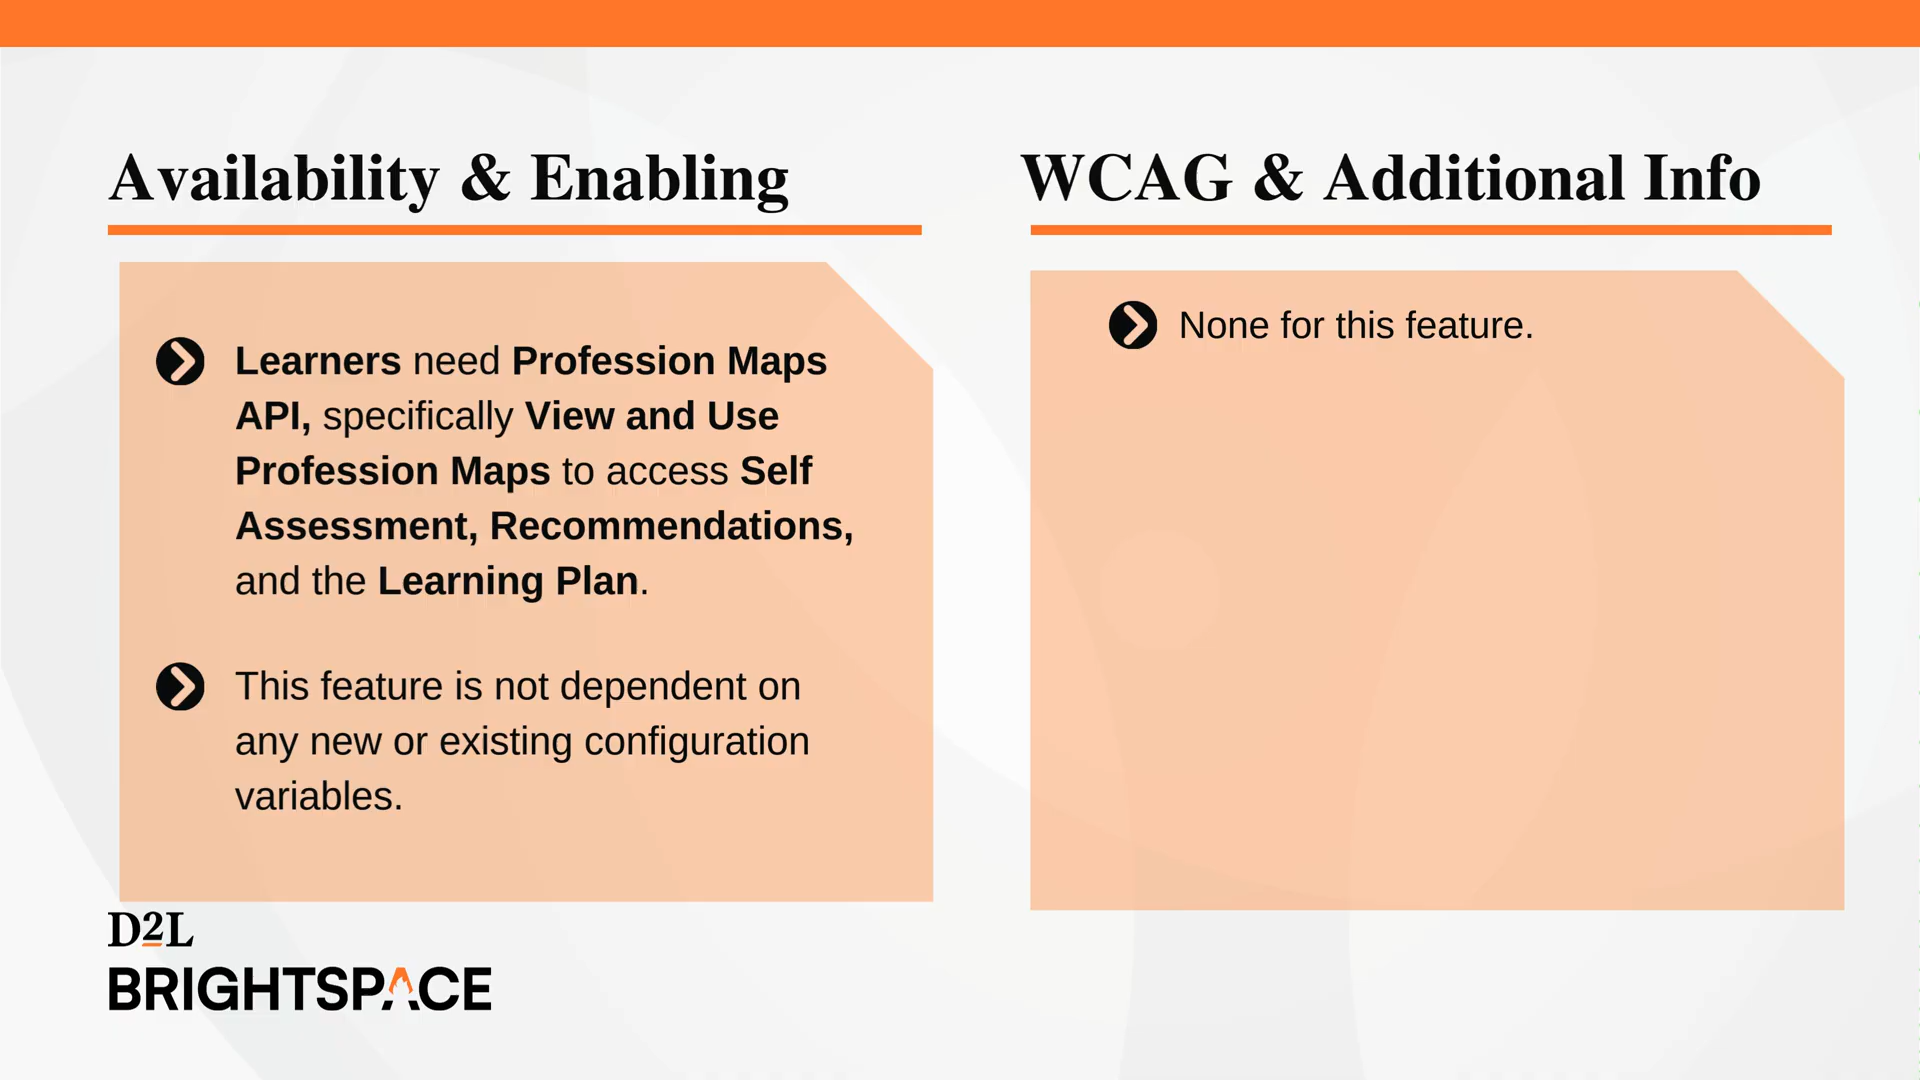 Availability & Enabling
Learners need Profession Maps
API, specifically View and Use
Profession Maps to access Self
Assessment, Recommendations,
and the Learning Plan.
This feature is not dependent on
any new or existing configuration
variables.
WCAG & Additional Info
None for this feature.
D2L
BRIGHTSPACE